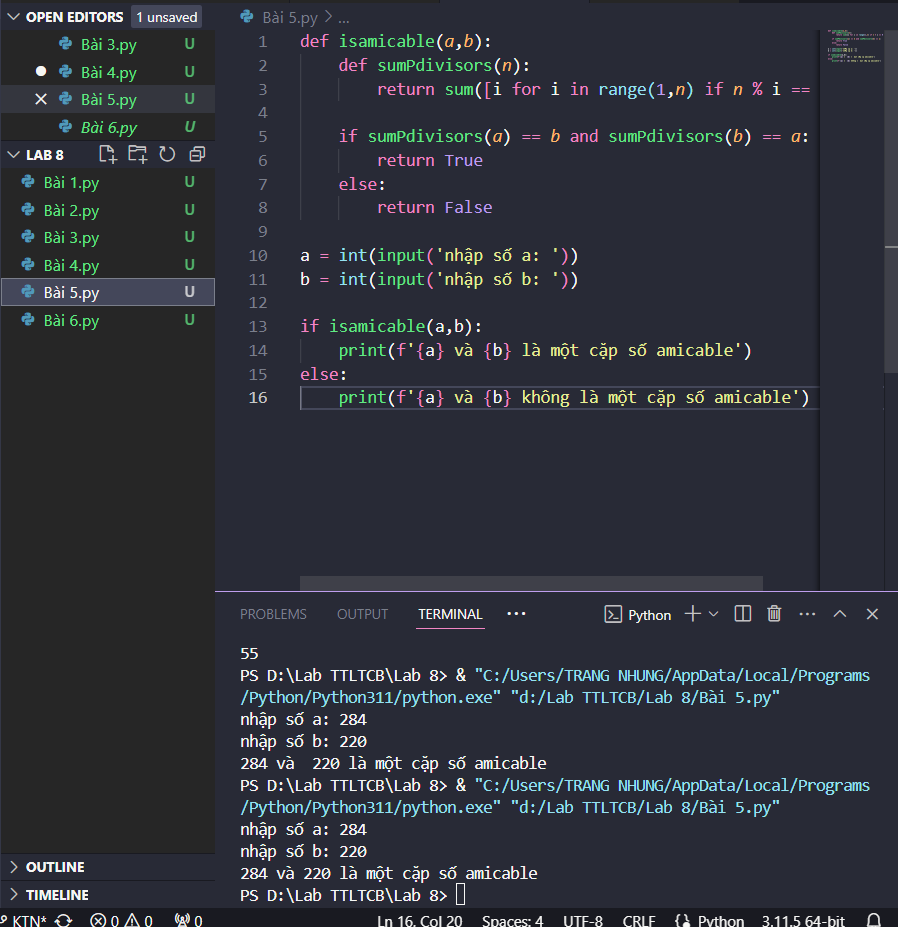 OPEN EDITORS 1 unsaved
Bài 3.py U
Bài 4.py U
Bài 5.py U
Bài 6.py U
LAB 8
Bài 1.py U
Bài 2.py U
Bài 3.py U
Bài 4.py U
Bài 5.py U
Bài 6.py U
OUTLINE
TIMELINE
Bài 5.py > ...
1 def isamicable(a,b):
2 def sumPdivisors(n):
3 return sum([i for i in range(1,n) if n % i ==
4
5 if sumPdivisors(a) == b and sumPdivisors(b) == a:
6 return True
7 else:
8 return False
9
10 a = int(input('nhập số a: '))
11 b = int(input('nhập số b: '))
12
13 if isamicable(a,b):
14 print(f'{a} và {b} là một cặp số amicable')
15 else:
16 print(f'{a} và {b} không là một cặp số amicable')
PROBLEMS OUTPUT TERMINAL ··· Python
55
PS D:\Lab TTLTCB\Lab 8> & "C:/Users/TRANG NHUNG/AppData/Local/Programs
/Python/Python311/python.exe" "d:/Lab TTLTCB/Lab 8/Bài 5.py"
nhập số a: 284
nhập số b: 220
284 và  220 là một cặp số amicable
PS D:\Lab TTLTCB\Lab 8> & "C:/Users/TRANG NHUNG/AppData/Local/Programs
/Python/Python311/python.exe" "d:/Lab TTLTCB/Lab 8/Bài 5.py"
nhập số a: 284
nhập số b: 220
284 và 220 là một cặp số amicable
PS D:\Lab TTLTCB\Lab 8>
KTN* 0 0 0 Ln 16, Col 20 Spaces: 4 UTF-8 CRLF Python 3.11.5 64-bit